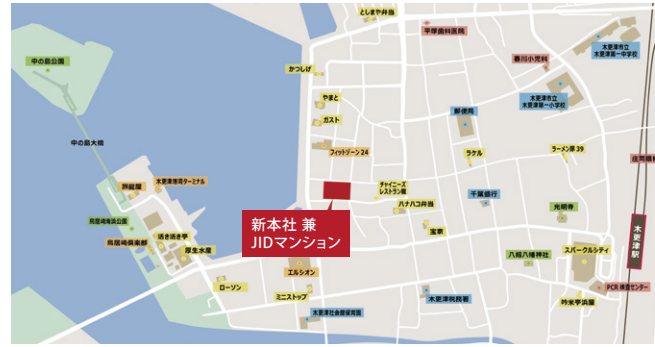 としまや弁当
平塚歯科医院
木更津市立
木更津第一中学校
香川小児科
中の島公園
かつしげ
やまと
木更津市立
木更津第一小学校
郵便局
ガスト
中の島大橋
フィットゾーン24
ラケル
ラーメン厨39
旅総屋
木更津港湾ターミナル
チャイニーズ
レストラン楓
千葉銀行
ハナハコ弁当
光明寺
新本社 兼
JIDマンション
鳥居崎海浜公園
活き活き亭
鳥居崎倶楽部
厚生水産
宝家
木更津駅
エルシオン
八剱八幡神社
スパークルシティ
ローソン
ミニストップ
木更津税務署
PCR検査センター
吟米亭浜屋
木更津社会館保育園